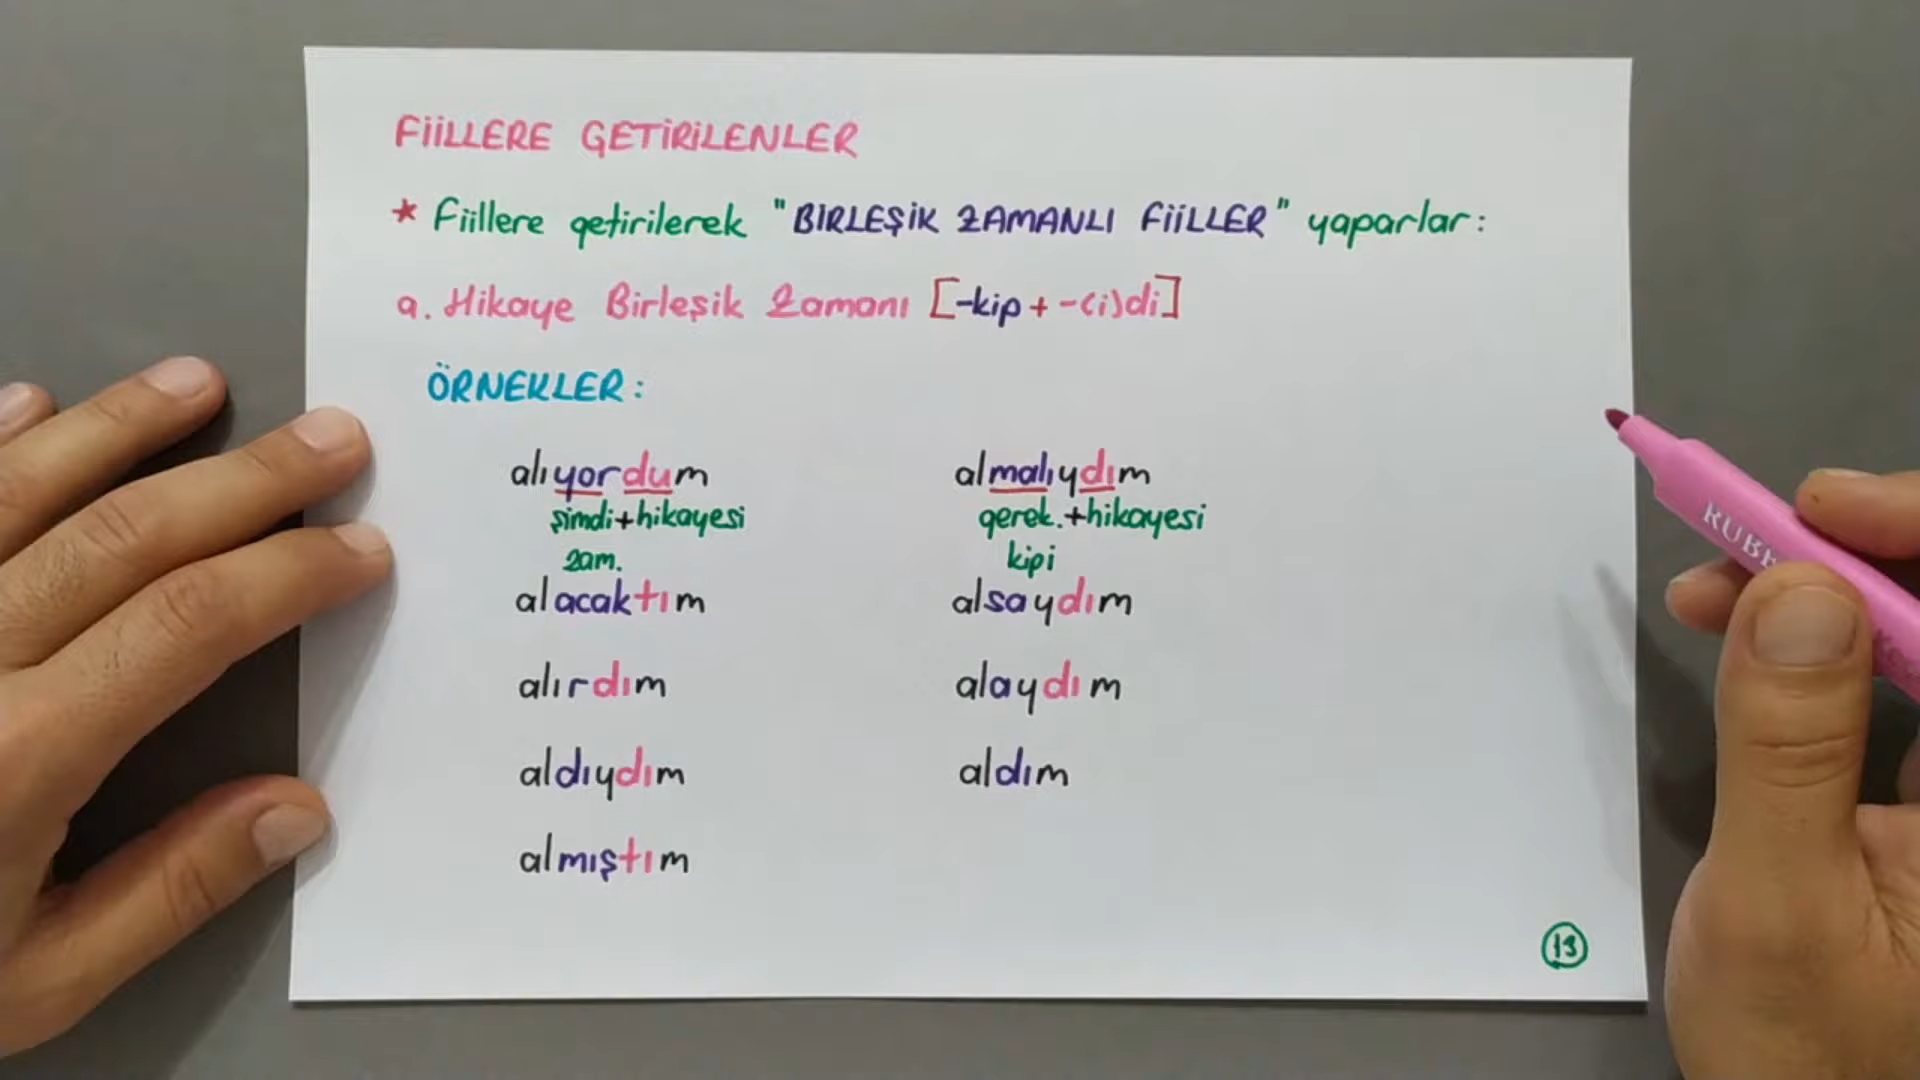 FİİLLERE GETİRİLENLER
* Fiillere getirilerek "BİRLEŞİK ZAMANLI FİİLLER" yaparlar:
a. Hikaye Birleşik Zamanı [-kip + -(i)di]
ÖRNEKLER:
alıyordum
şimdi+hikayesi
zam.
alacaktım
alırdım
aldıydım
almıştım
almalıydım
gerek.+hikayesi
kipi
alsaydım
alaydım
aldım
13